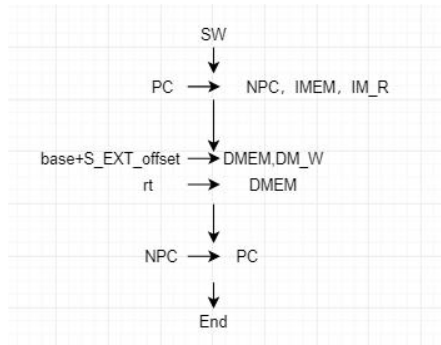 SW
PC NPC, IMEM, IM_R
base+S_EXT_offset DMEM,DM_W
rt DMEM
NPC PC
End